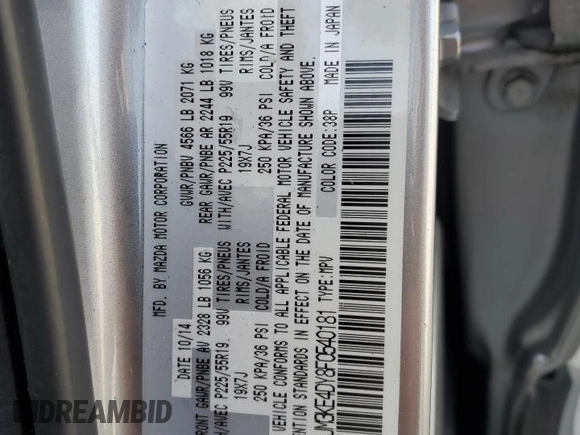 MFD. BY MAZDA MOTOR CORPORATION
DATE 10/14 GVWR/PNBV 4566 LB 2071 KG
FRONT GAWR/PNBE AV 2328 LB 1056 KG REAR GAWR/PNBE AR 2244 LB 1018 KG
WITH/AVEC P225/55R19 98V TIRES/PNEUS WITH/AVEC P225/55R19 99V TIRES/PNEUS
19X7J RIMS/JANTES 19X7J RIMS/JANTES
250 KPA/36 PSI COLD/A FROID 250 KPA/36 PSI COLD/A FROID
VEHICLE CONFORMS TO ALL APPLICABLE FEDERAL MOTOR VEHICLE SAFETY AND THEFT
PREVENTION STANDARDS IN EFFECT ON THE DATE OF MANUFACTURE SHOWN ABOVE.
JM3KE4DY8F0540181 TYPE:MPV COLOR CODE:38P MADE IN JAPAN
CERTIFIED DEALER